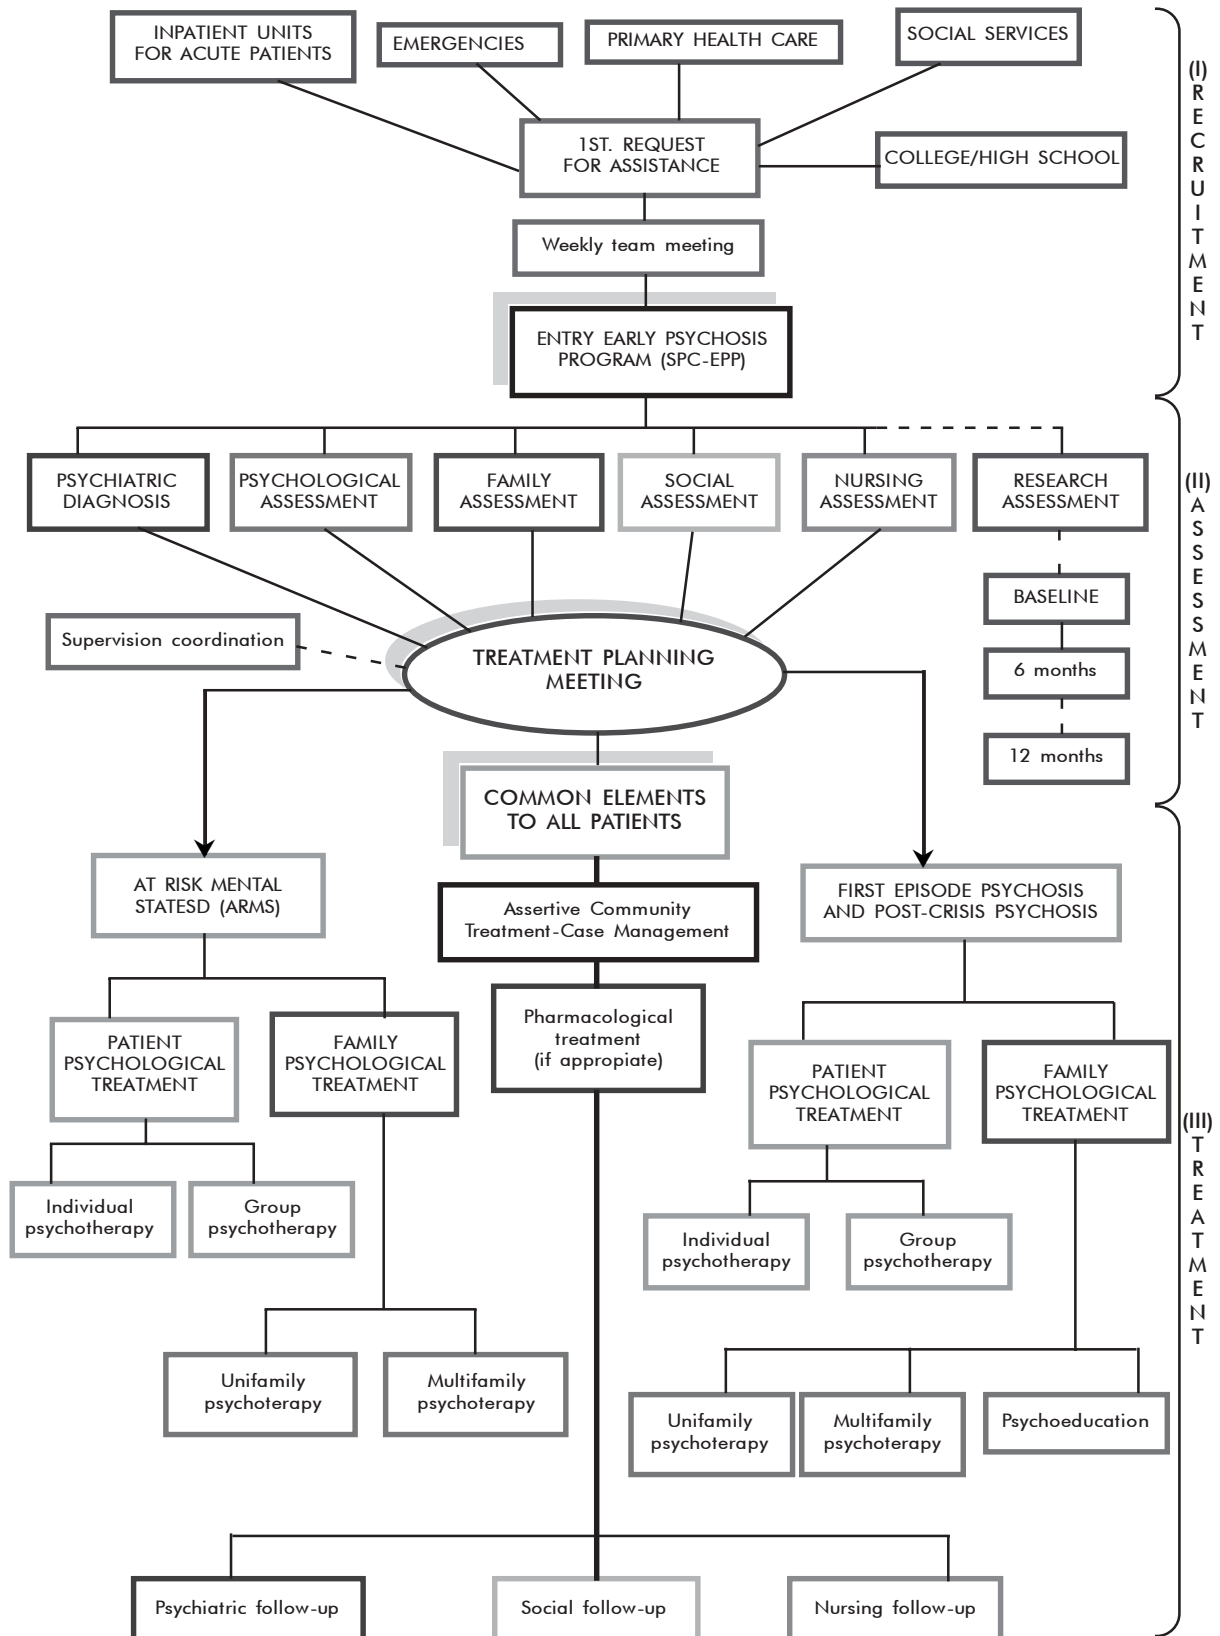 INPATIENT UNITS
FOR ACUTE PATIENTS
EMERGENCIES
PRIMARY HEALTH CARE
SOCIAL SERVICES
1ST. REQUEST
FOR ASSISTANCE
COLLEGE/HIGH SCHOOL
Weekly team meeting
ENTRY EARLY PSYCHOSIS
PROGRAM (SPC-EPP)
(I) RECRUITMENT
PSYCHIATRIC
DIAGNOSIS
PSYCHOLOGICAL
ASSESSMENT
FAMILY
ASSESSMENT
SOCIAL
ASSESSMENT
NURSING
ASSESSMENT
RESEARCH
ASSESSMENT
BASELINE
6 months
12 months
Supervision coordination
TREATMENT PLANNING
MEETING
(II) ASSESSMENT
COMMON ELEMENTS
TO ALL PATIENTS
Assertive Community
Treatment-Case Management
Pharmacological
treatment
(if appropiate)
AT RISK MENTAL
STATESD (ARMS)
PATIENT
PSYCHOLOGICAL
TREATMENT
FAMILY
PSYCHOLOGICAL
TREATMENT
Individual
psychotherapy
Group
psychotherapy
Unifamily
psychoterapy
Multifamily
psychoterapy
FIRST EPISODE PSYCHOSIS
AND POST-CRISIS PSYCHOSIS
PATIENT
PSYCHOLOGICAL
TREATMENT
FAMILY
PSYCHOLOGICAL
TREATMENT
Individual
psychotherapy
Group
psychotherapy
Unifamily
psychoterapy
Multifamily
psychoterapy
Psychoeducation
(III) TREATMENT
Psychiatric follow-up
Social follow-up
Nursing follow-up